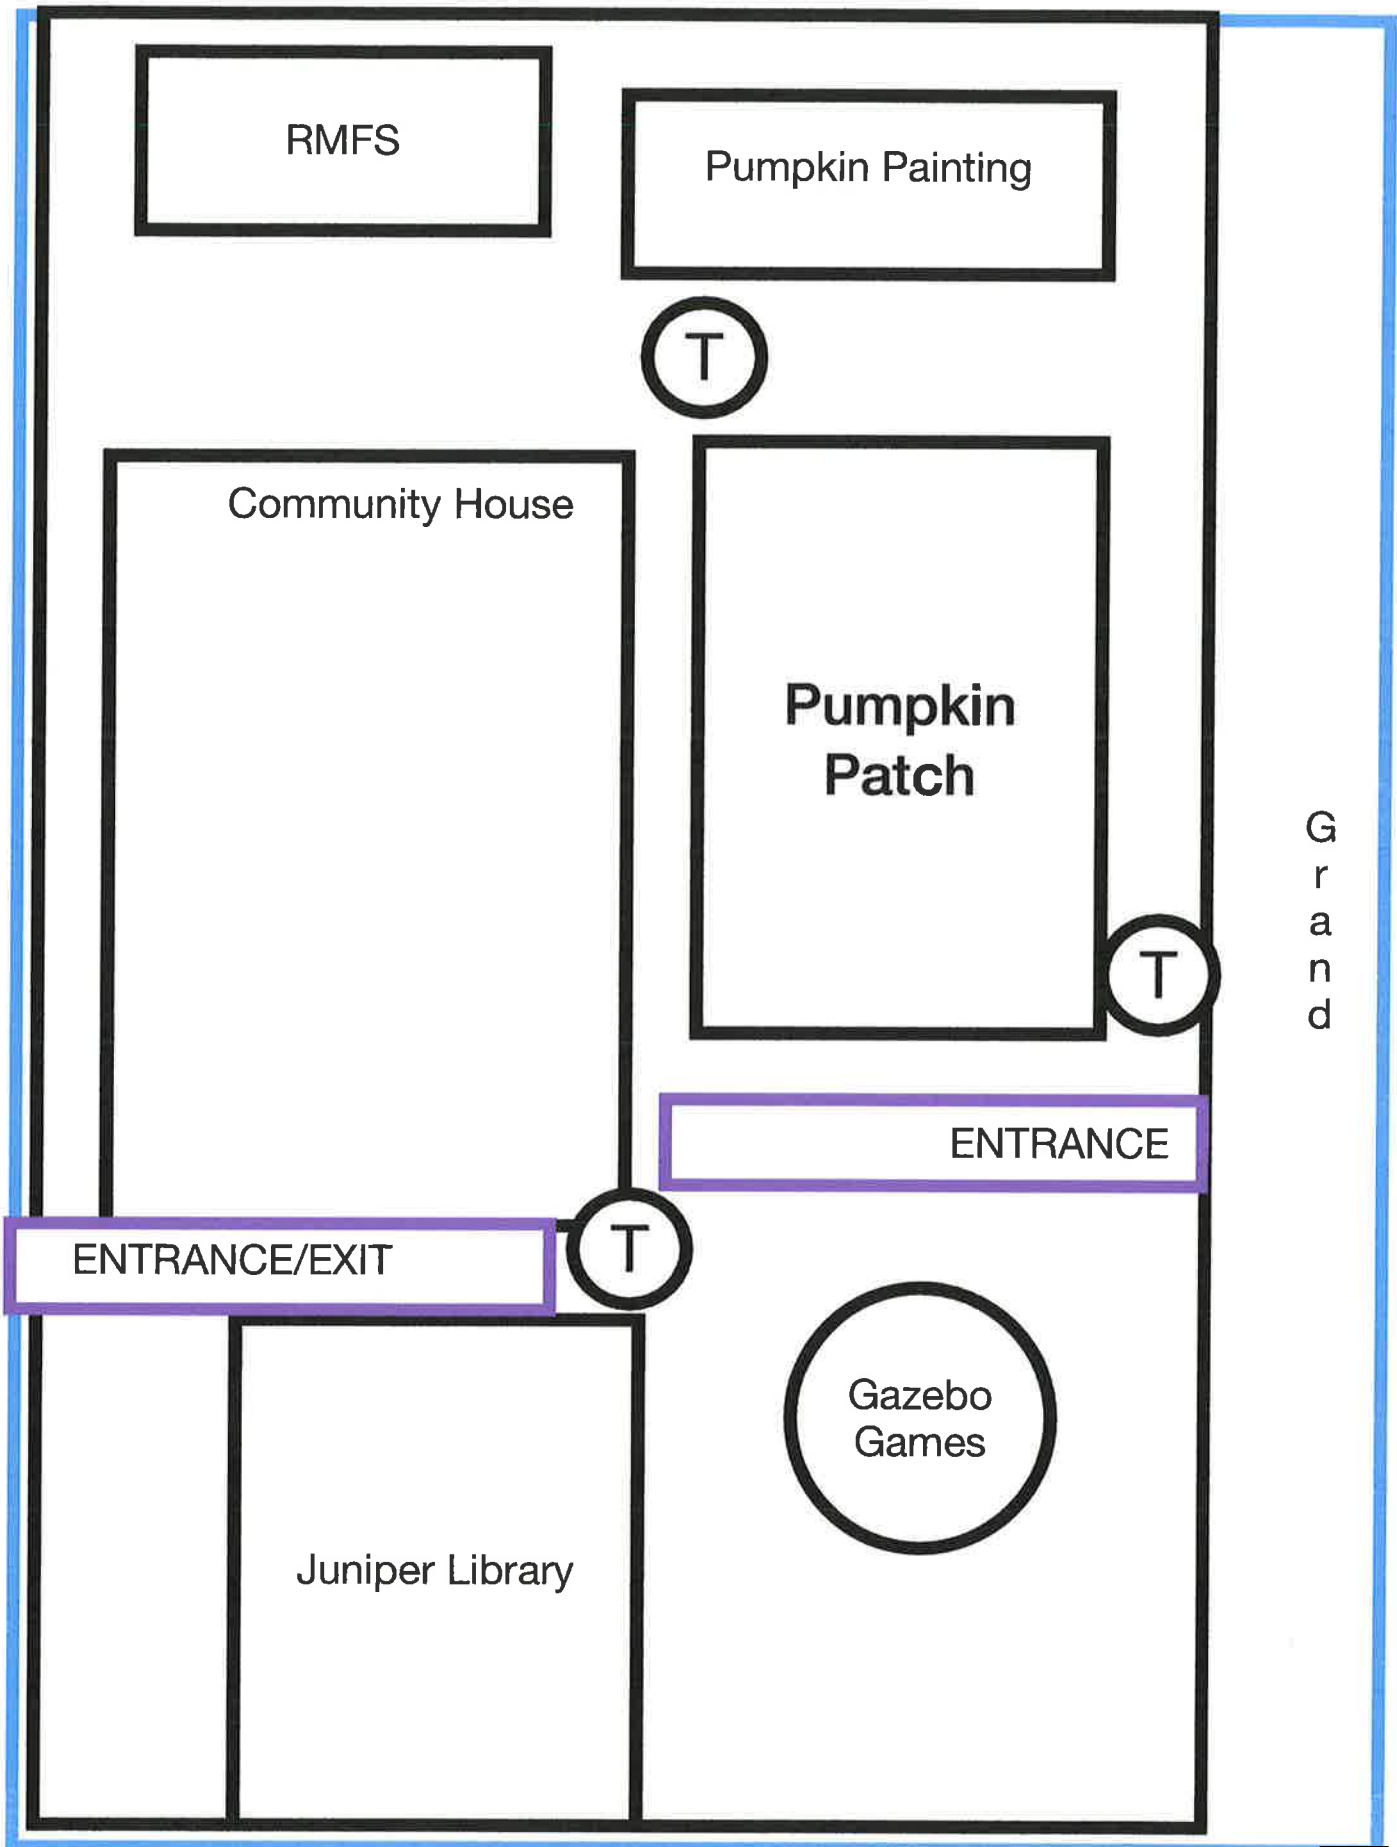 RMFS
Pumpkin Painting
T
Community House
Pumpkin
Patch
G
r
a
n
d
T
ENTRANCE
ENTRANCE/EXIT
T
Gazebo
Games
Juniper Library